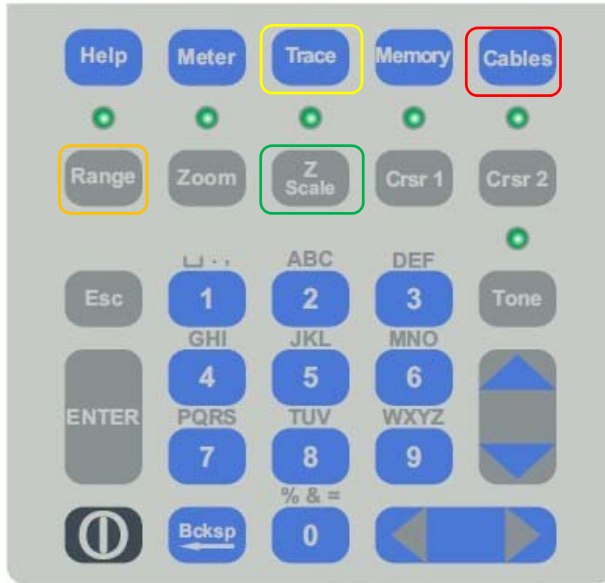 Help Meter Trace Memory Cables
Range Zoom Z Scale Crsr 1 Crsr 2
␣ . , ABC DEF
Esc 1 2 3 Tone
GHI JKL MNO
4 5 6
ENTER PQRS TUV WXYZ
7 8 9
% & =
Bcksp 0